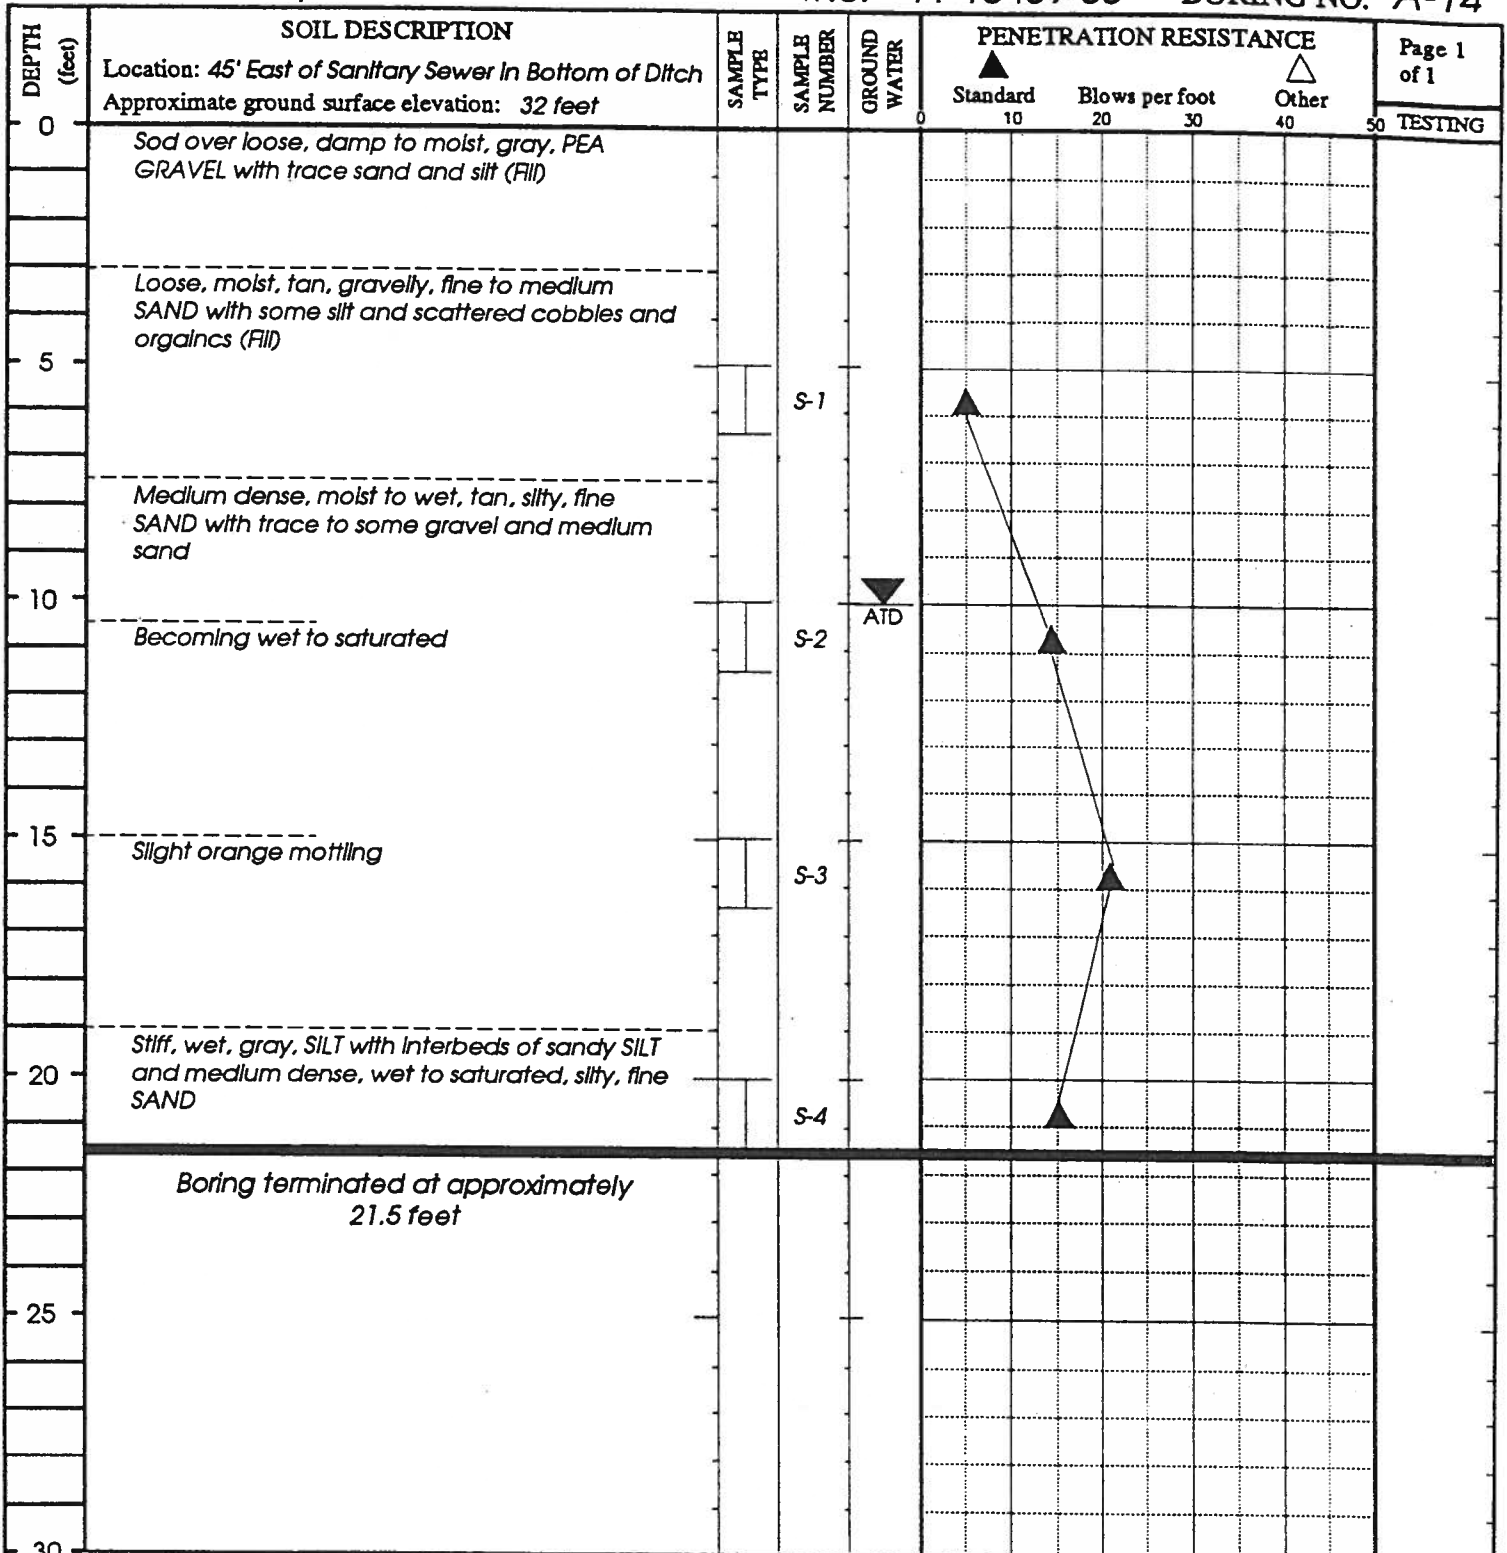 BORING NO. A-14
DEPTH (feet)
SOIL DESCRIPTION
Location: 45' East of Sanitary Sewer in Bottom of Ditch
Approximate ground surface elevation: 32 feet
SAMPLE TYPE
SAMPLE NUMBER
GROUND WATER
PENETRATION RESISTANCE
Standard Blows per foot Other
0 10 20 30 40 50
Page 1
of 1
TESTING
0
Sod over loose, damp to moist, gray, PEA
GRAVEL with trace sand and silt (Fill)
Loose, moist, tan, gravelly, fine to medium
SAND with some silt and scattered cobbles and
orgaincs (Fill)
5
S-1
Medium dense, moist to wet, tan, silty, fine
SAND with trace to some gravel and medium
sand
10
ATD
Becoming wet to saturated
S-2
15
Slight orange mottling
S-3
Stiff, wet, gray, SILT with interbeds of sandy SILT
20
and medium dense, wet to saturated, silty, fine
SAND
S-4
Boring terminated at approximately
21.5 feet
25
30